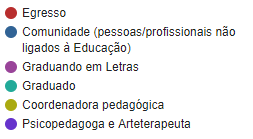 Egresso
Comunidade (pessoas/profissionais não
ligados à Educação)
Graduando em Letras
Graduado
Coordenadora pedagógica
Psicopedagoga e Arteterapeuta